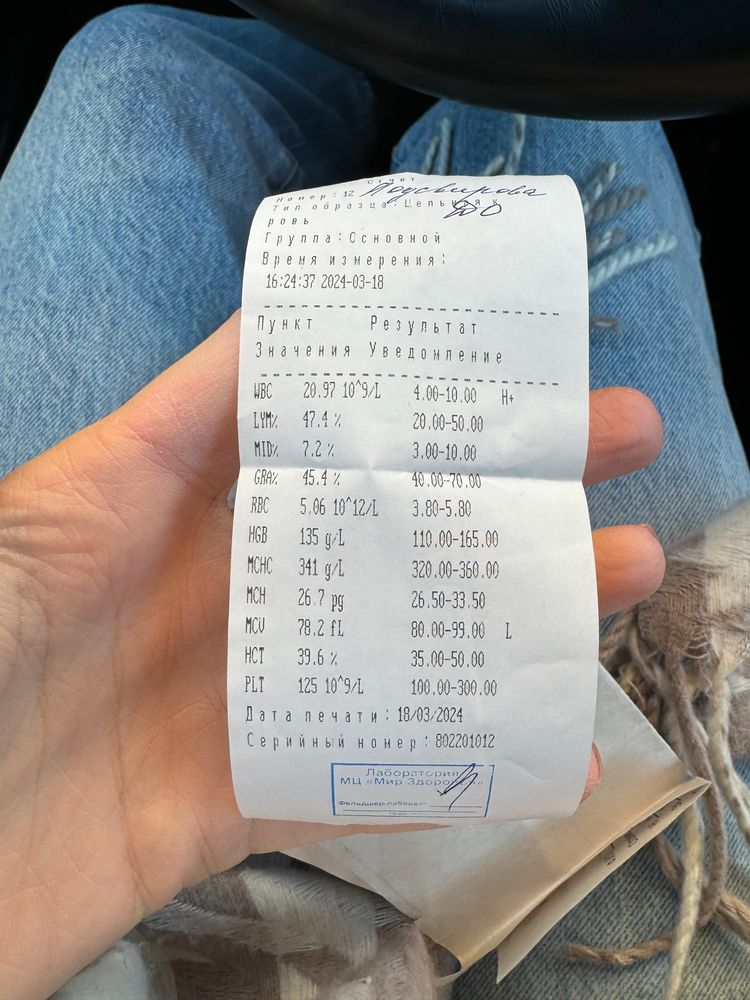 Отчет
Номер: 12 Подсвирова
Тип образца: Цельная к
ровь
Группа: Основной
Время измерения:
16:24:37 2024-03-18
Пункт Результат
Значения Уведомление
WBC 20.97 10^9/L 4.00-10.00 H+
LYM% 47.4 % 20.00-50.00
MID% 7.2 % 3.00-10.00
GRA% 45.4 % 40.00-70.00
RBC 5.06 10^12/L 3.80-5.80
HGB 135 g/L 110.00-165.00
MCHC 341 g/L 320.00-360.00
MCH 26.7 pg 26.50-33.50
MCV 78.2 fL 80.00-99.00 L
HCT 39.6 % 35.00-50.00
PLT 125 10^9/L 100.00-300.00
Дата печати: 18/03/2024
Серийный номер: 802201012
Лаборатория
МЦ «Мир Здоровья»
Фельдшер-лаборант